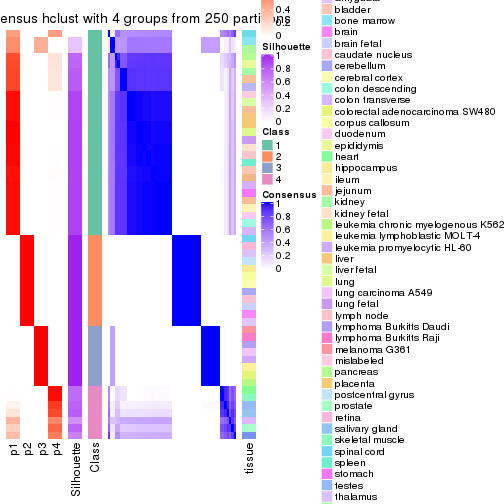 ensus heatmap with 4 groups from 250 partitions
0.4
0.2
0
Silhouette
1
0.8
0.6
0.4
0.2
0
Class
1
2
3
4
Consensus
1
0.8
0.6
0.4
0.2
0
bladder
bone marrow
brain
brain fetal
caudate nucleus
cerebellum
cerebral cortex
colon descending
colon transverse
colorectal adenocarcinoma SW480
corpus callosum
duodenum
epididymis
heart
hippocampus
ileum
jejunum
kidney
kidney fetal
leukemia chronic myelogenous K562
leukemia lymphoblastic MOLT-4
leukemia promyelocytic HL-60
liver
liver fetal
lung
lung carcinoma A549
lung fetal
lymph node
lymphoma Burkitts Daudi
lymphoma Burkitts Raji
melanoma G361
mislabeled
pancreas
placenta
postcentral gyrus
prostate
retina
salivary gland
skeletal muscle
spinal cord
spleen
stomach
testes
thalamus
p1
p2
p3
p4
Silhouette
Class
tissue